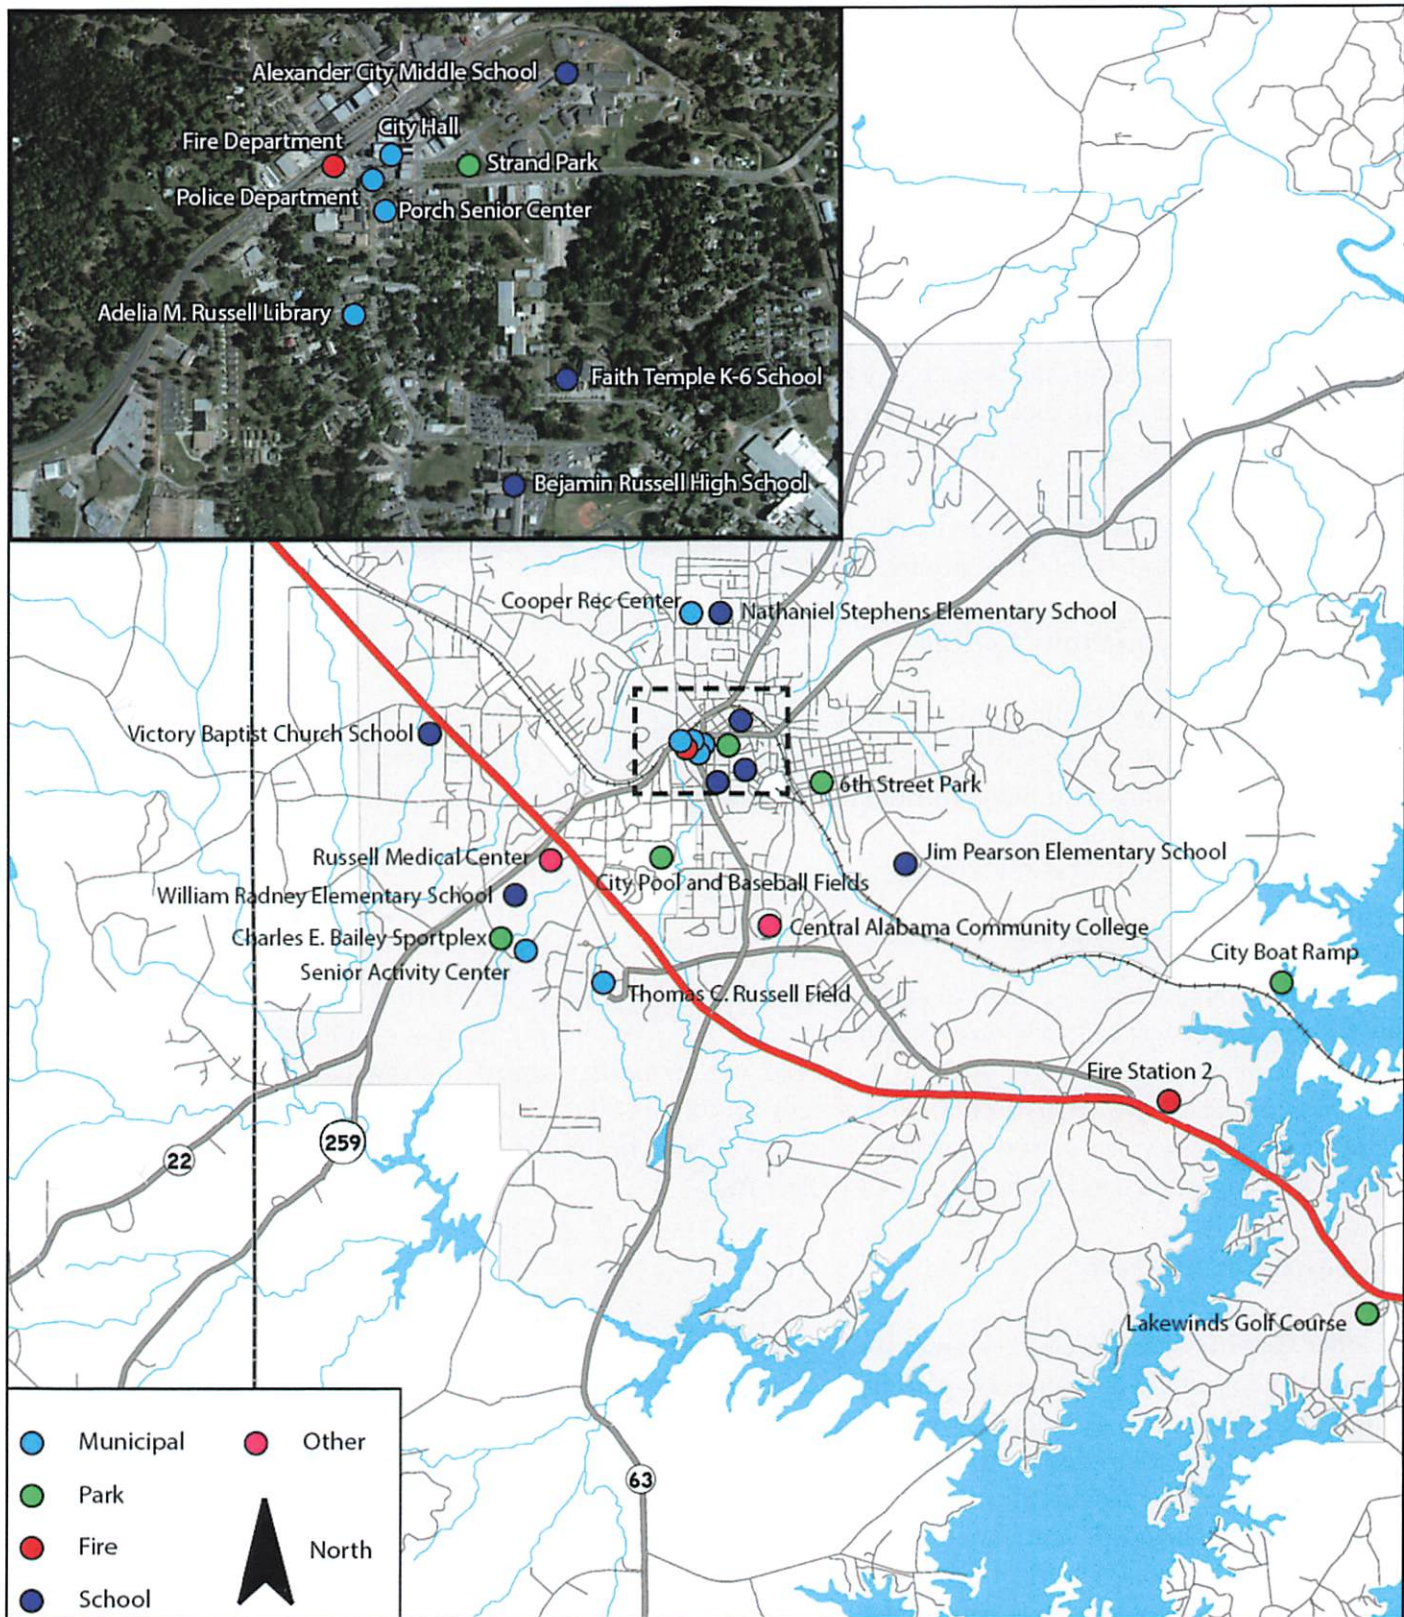 Alexander City Middle School
City Hall
Fire Department
Strand Park
Police Department
Porch Senior Center
Adelia M. Russell Library
Faith Temple K-6 School
Bejamin Russell High School
Cooper Rec Center
Nathaniel Stephens Elementary School
Victory Baptist Church School
6th Street Park
Russell Medical Center
Jim Pearson Elementary School
City Pool and Baseball Fields
William Radney Elementary School
Central Alabama Community College
Charles E. Bailey Sportplex
City Boat Ramp
Senior Activity Center
Thomas C. Russell Field
Fire Station 2
259
22
Lakewinds Golf Course
63
Municipal
Other
Park
Fire
North
School